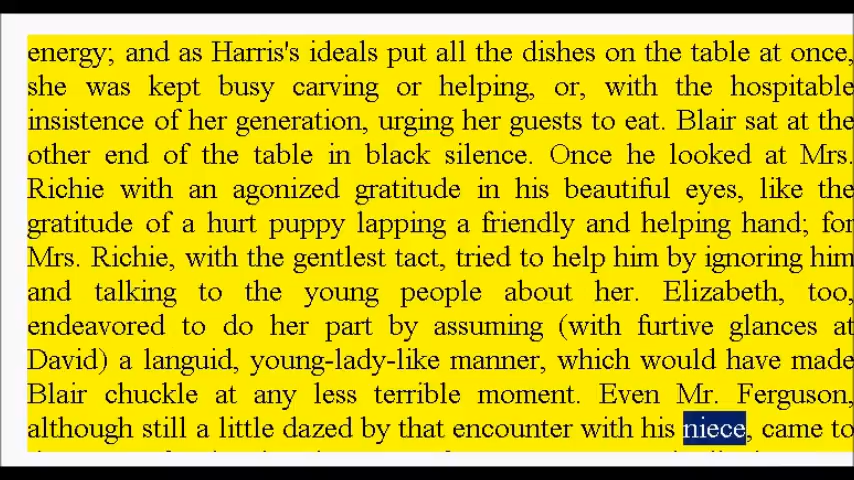 energy; and as Harris's ideals put all the dishes on the table at once,
she was kept busy carving or helping, or, with the hospitable
insistence of her generation, urging her guests to eat. Blair sat at the
other end of the table in black silence. Once he looked at Mrs.
Richie with an agonized gratitude in his beautiful eyes, like the
gratitude of a hurt puppy lapping a friendly and helping hand; for
Mrs. Richie, with the gentlest tact, tried to help him by ignoring him
and talking to the young people about her. Elizabeth, too,
endeavored to do her part by assuming (with furtive glances at
David) a languid, young-lady-like manner, which would have made
Blair chuckle at any less terrible moment. Even Mr. Ferguson,
although still a little dazed by that encounter with his niece, came to